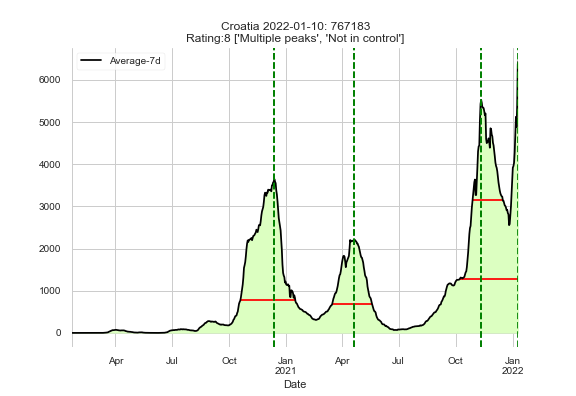 Croatia 2022-01-10: 767183
Rating:8 ['Multiple peaks', 'Not in control']
Average-7d
6000
5000
4000
3000
2000
1000
0
Apr Jul Oct Jan Apr Jul Oct Jan
2021 2022
Date